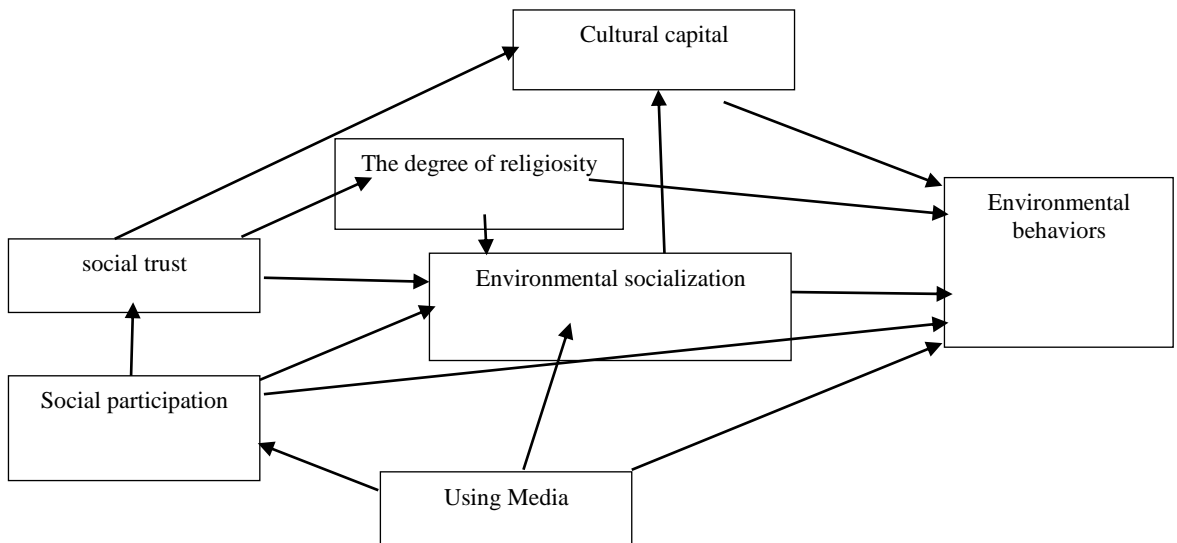 Cultural capital
The degree of religiosity
Environmental
behaviors
social trust
Environmental socialization
Social participation
Using Media